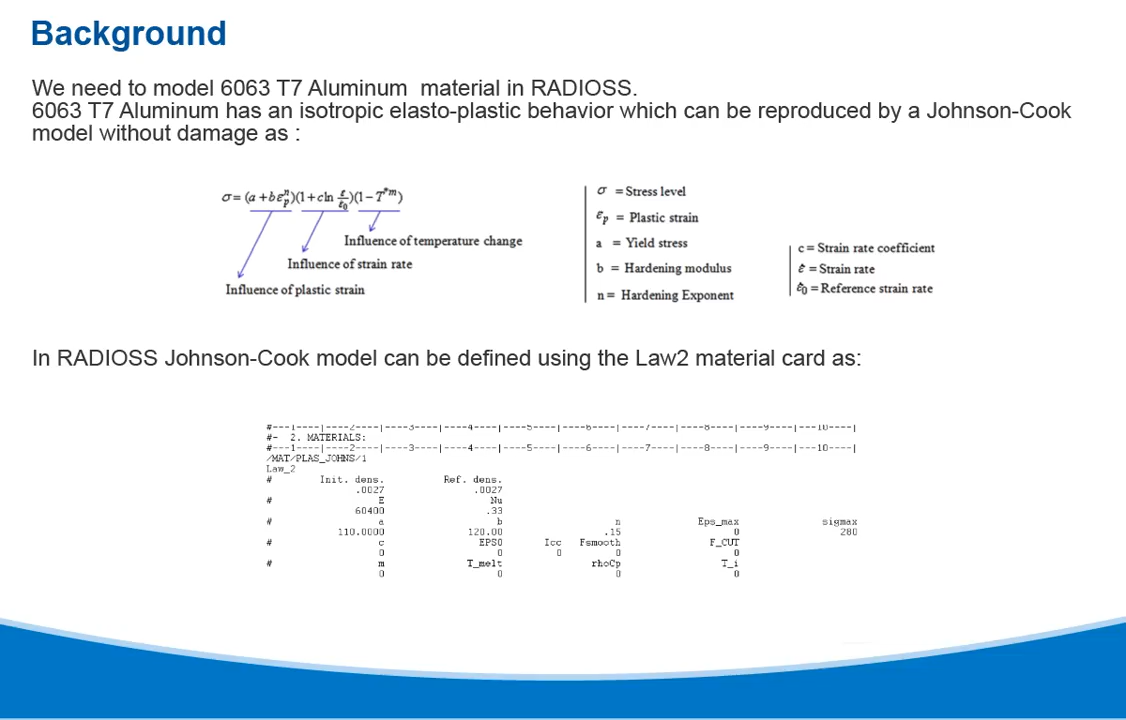 Background
We need to model 6063 T7 Aluminum  material in RADIOSS.
6063 T7 Aluminum has an isotropic elasto-plastic behavior which can be reproduced by a Johnson-Cook
model without damage as :
σ= (a +bεₚⁿ)(1+cln ε̇/ε̇₀)(1−T*ᵐ)
Influence of temperature change
Influence of strain rate
Influence of plastic strain
σ =Stress level
εₚ = Plastic strain
a = Yield stress
b = Hardening modulus
n= Hardening Exponent
c= Strain rate coefficient
ε̇ =Strain rate
ε̇₀ =Reference strain rate
In RADIOSS Johnson-Cook model can be defined using the Law2 material card as:
#---1----|----2----|----3----|----4----|----5----|----6----|----7----|----8----|----9----|---10----|
#-  2. MATERIALS:
#---1----|----2----|----3----|----4----|----5----|----6----|----7----|----8----|----9----|---10----|
/MAT/PLAS_JOHNS/1
Law_2
# Init. dens. Ref. dens.
.0027 .0027
# E Nu
60400 .33
# a b n Eps_max sigmax
110.0000 120.00 .15 0 280
# c EPS0 Icc Fsmooth F_CUT
0 0 0 0 0
# m T_melt rhoCp T_i
0 0 0 0